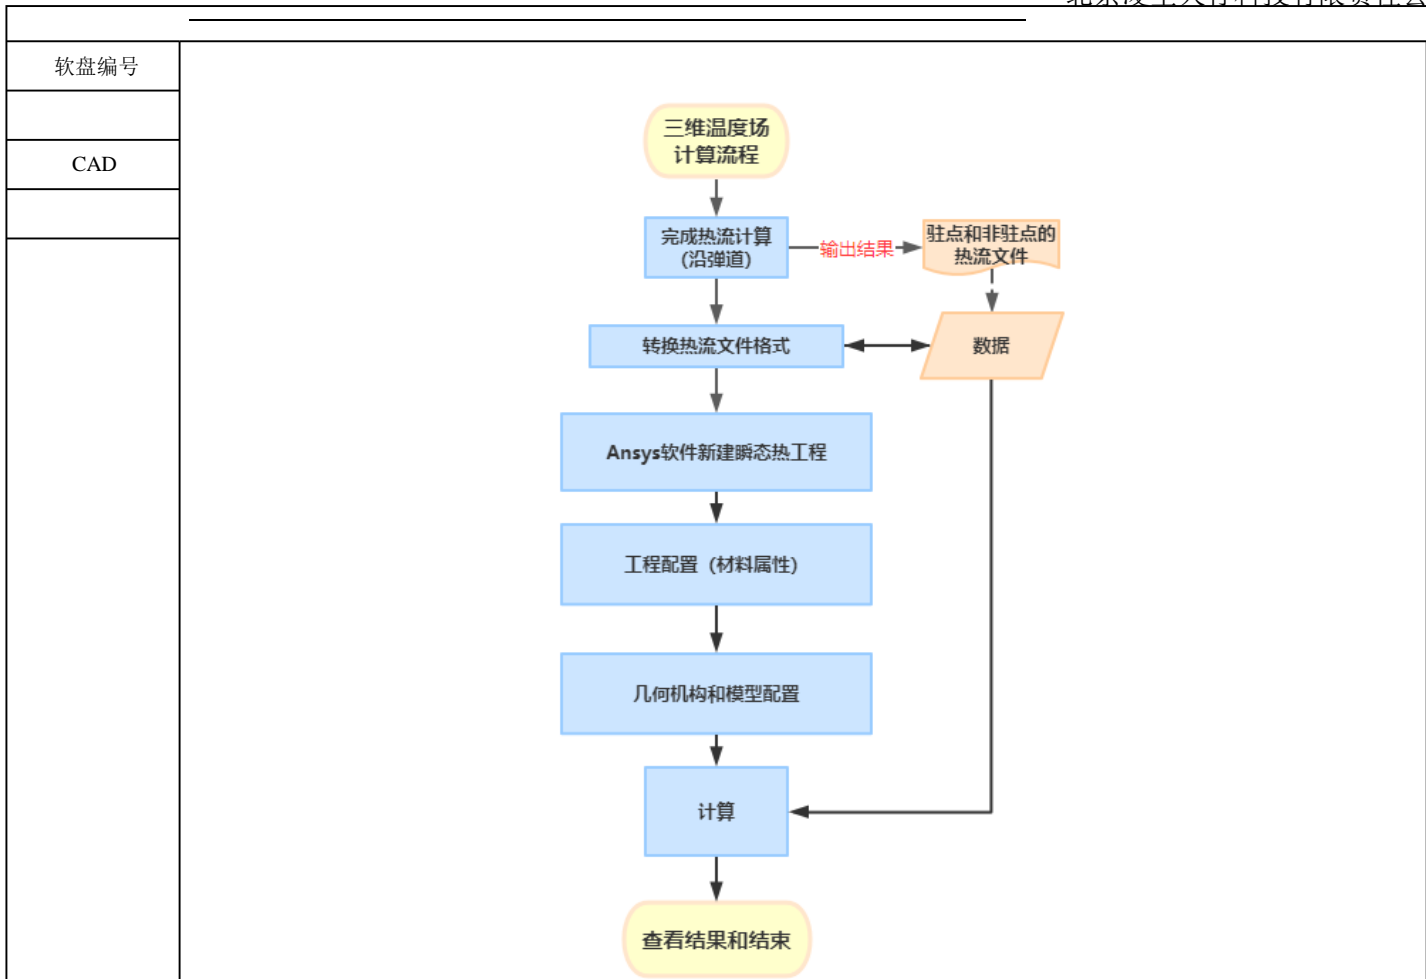 软盘编号
CAD
三维温度场
计算流程
完成热流计算
(沿弹道)
输出结果
驻点和非驻点的
热流文件
转换热流文件格式
数据
Ansys软件新建瞬态热工程
工程配置（材料属性）
几何机构和模型配置
计算
查看结果和结束